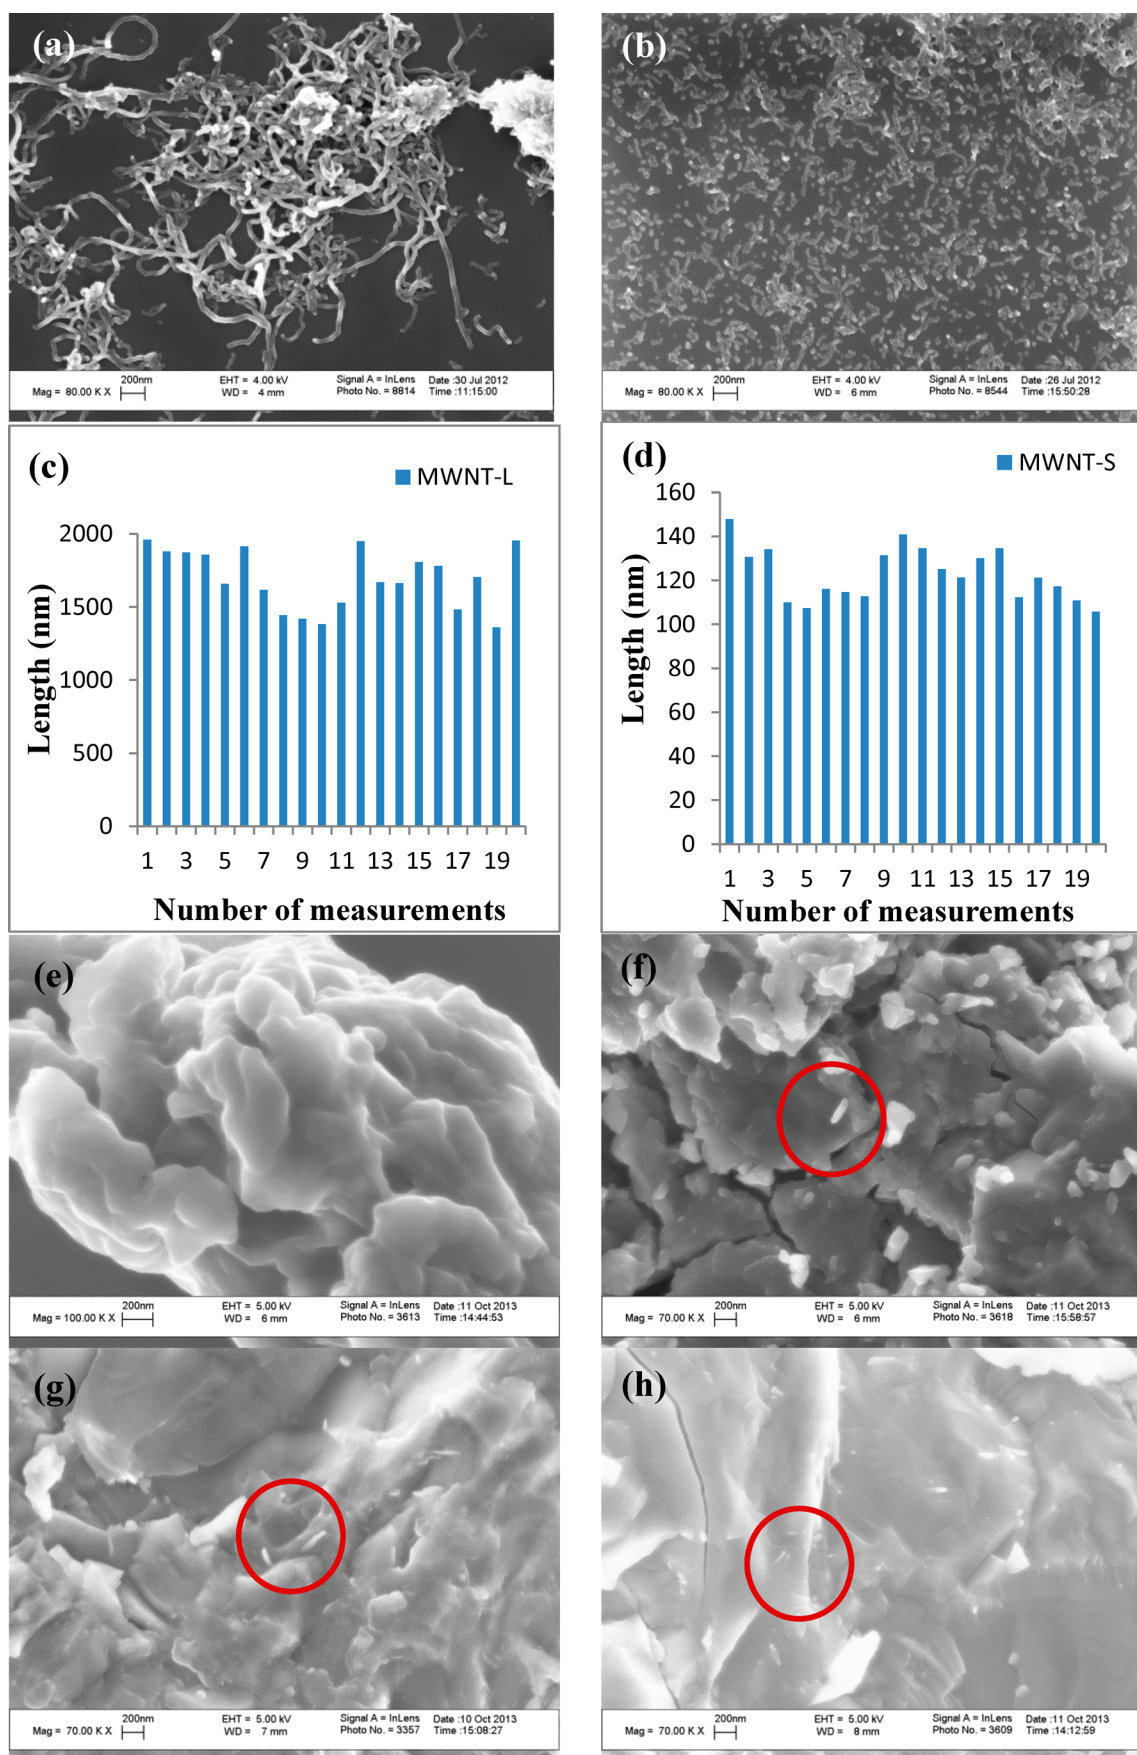 (a)
Mag = 80.00 K X 200nm EHT = 4.00 kV Signal A = InLens Date :30 Jul 2012
WD = 4 mm Photo No. = 8814 Time :11:15:00
(b)
Mag = 80.00 K X 200nm EHT = 4.00 kV Signal A = InLens Date :26 Jul 2012
WD = 6 mm Photo No. = 8544 Time :15:50:28
(c)
MWNT-L
2000
1500
1000
500
0
Length (nm)
1 3 5 7 9 11 13 15 17 19
Number of measurements
(d)
MWNT-S
160
140
120
100
80
60
40
20
0
Length (nm)
1 3 5 7 9 11 13 15 17 19
Number of measurements
(e)
Mag = 100.00 K X 200nm EHT = 5.00 kV Signal A = InLens Date :11 Oct 2013
WD = 6 mm Photo No. = 3613 Time :14:44:53
(f)
Mag = 70.00 K X 200nm EHT = 5.00 kV Signal A = InLens Date :11 Oct 2013
WD = 6 mm Photo No. = 3618 Time :15:58:57
(g)
Mag = 70.00 K X 200nm EHT = 5.00 kV Signal A = InLens Date :10 Oct 2013
WD = 7 mm Photo No. = 3357 Time :15:08:27
(h)
Mag = 70.00 K X 200nm EHT = 5.00 kV Signal A = InLens Date :11 Oct 2013
WD = 8 mm Photo No. = 3609 Time :14:12:59